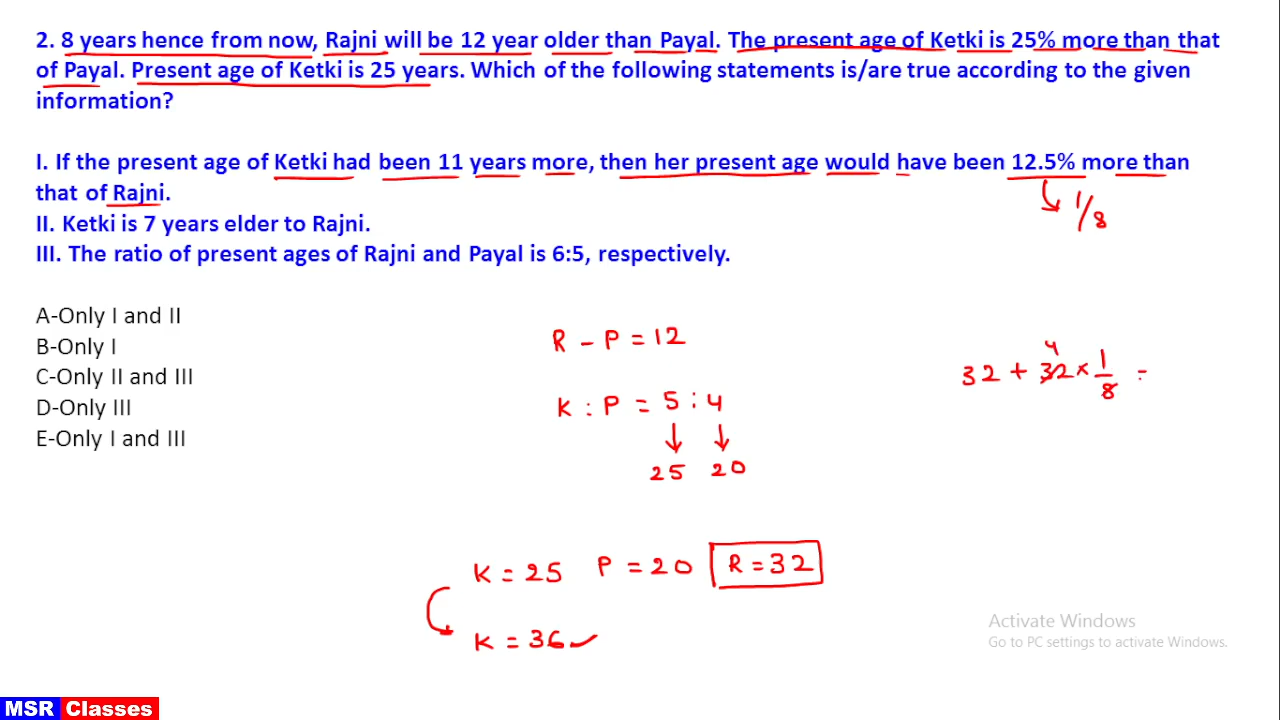 2. 8 years hence from now, Rajni will be 12 year older than Payal. The present age of Ketki is 25% more than that
of Payal. Present age of Ketki is 25 years. Which of the following statements is/are true according to the given
information?
I. If the present age of Ketki had been 11 years more, then her present age would have been 12.5% more than
that of Rajni.
1/8
II. Ketki is 7 years elder to Rajni.
III. The ratio of present ages of Rajni and Payal is 6:5, respectively.
A-Only I and II
B-Only I
C-Only II and III
D-Only III
E-Only I and III
R - P = 12
4
32 + 32 × 1/8 =
K : P = 5 : 4
25 20
K = 25 P = 20 R = 32
K = 36
Activate Windows
Go to PC settings to activate Windows.
MSR Classes